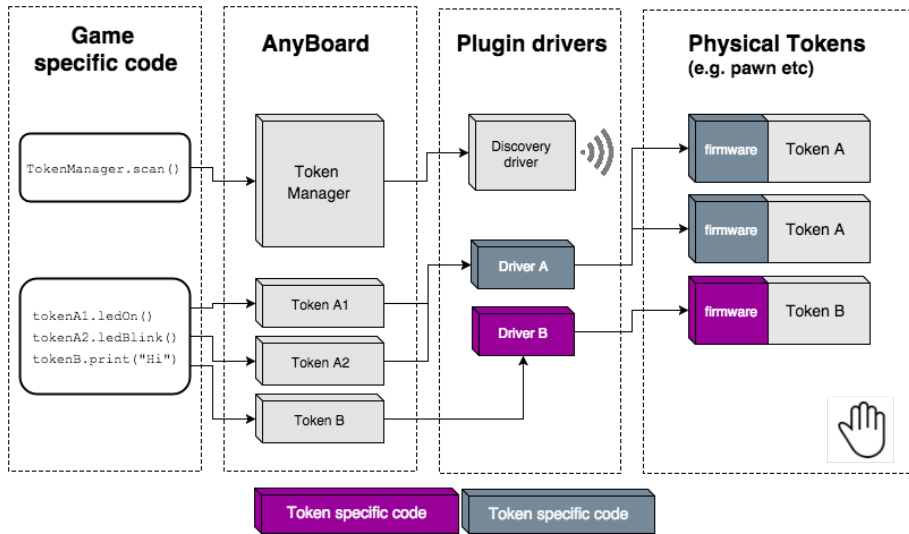 Game
specific code
AnyBoard
Plugin drivers
Physical Tokens
(e.g. pawn etc)
TokenManager.scan()
Token
Manager
Discovery
driver
firmware
Token A
firmware
Token A
Driver A
Token A1
tokenA1.ledOn()
tokenA2.ledBlink()
tokenB.print("Hi")
Driver B
firmware
Token B
Token A2
Token B
Token specific code
Token specific code